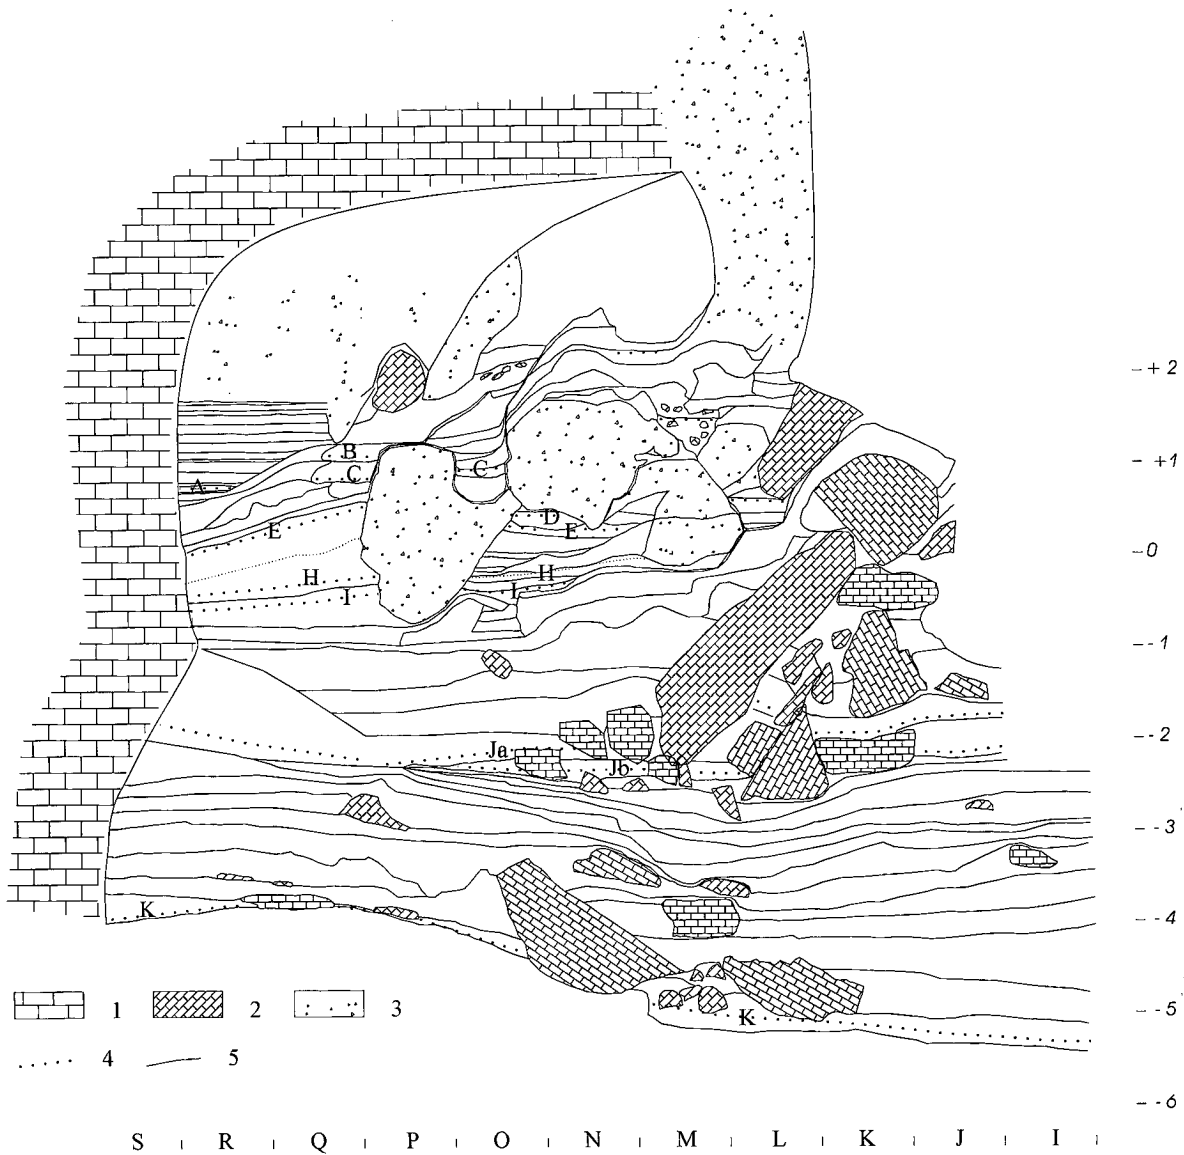 - + 2
B
C
C
- + 1
A
D
E
E
- 0
H
H
I
I
- - 1
- - 2
Ja
Jb
- - 3
K
- - 4
1 2 3
K
- - 5
4 5
- - 6
S R Q P O N M L K J I